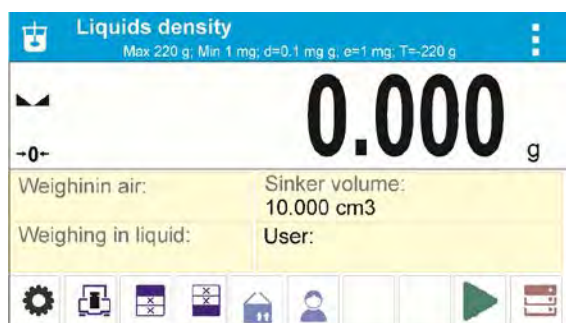 Liquids density
Max 220 g; Min 1 mg; d=0.1 mg g; e=1 mg; T=-220 g
0.000 g
→0←
Weighinin air:
Sinker volume:
10.000 cm3
Weighing in liquid:
User: